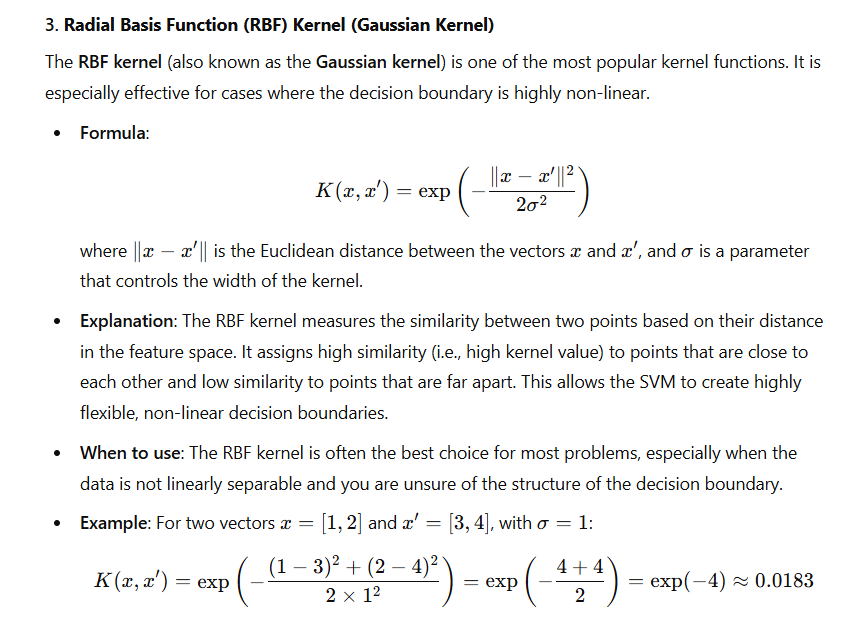 3. Radial Basis Function (RBF) Kernel (Gaussian Kernel)
The RBF kernel (also known as the Gaussian kernel) is one of the most popular kernel functions. It is
especially effective for cases where the decision boundary is highly non-linear.
• Formula:
K(x, x′) = exp (−‖x − x′‖² / 2σ²)
where ‖x − x′‖ is the Euclidean distance between the vectors x and x′, and σ is a parameter
that controls the width of the kernel.
• Explanation: The RBF kernel measures the similarity between two points based on their distance
in the feature space. It assigns high similarity (i.e., high kernel value) to points that are close to
each other and low similarity to points that are far apart. This allows the SVM to create highly
flexible, non-linear decision boundaries.
• When to use: The RBF kernel is often the best choice for most problems, especially when the
data is not linearly separable and you are unsure of the structure of the decision boundary.
• Example: For two vectors x = [1, 2] and x′ = [3, 4], with σ = 1:
K(x, x′) = exp (−(1 − 3)² + (2 − 4)² / 2 × 1²) = exp (−4 + 4 / 2) = exp(−4) ≈ 0.0183